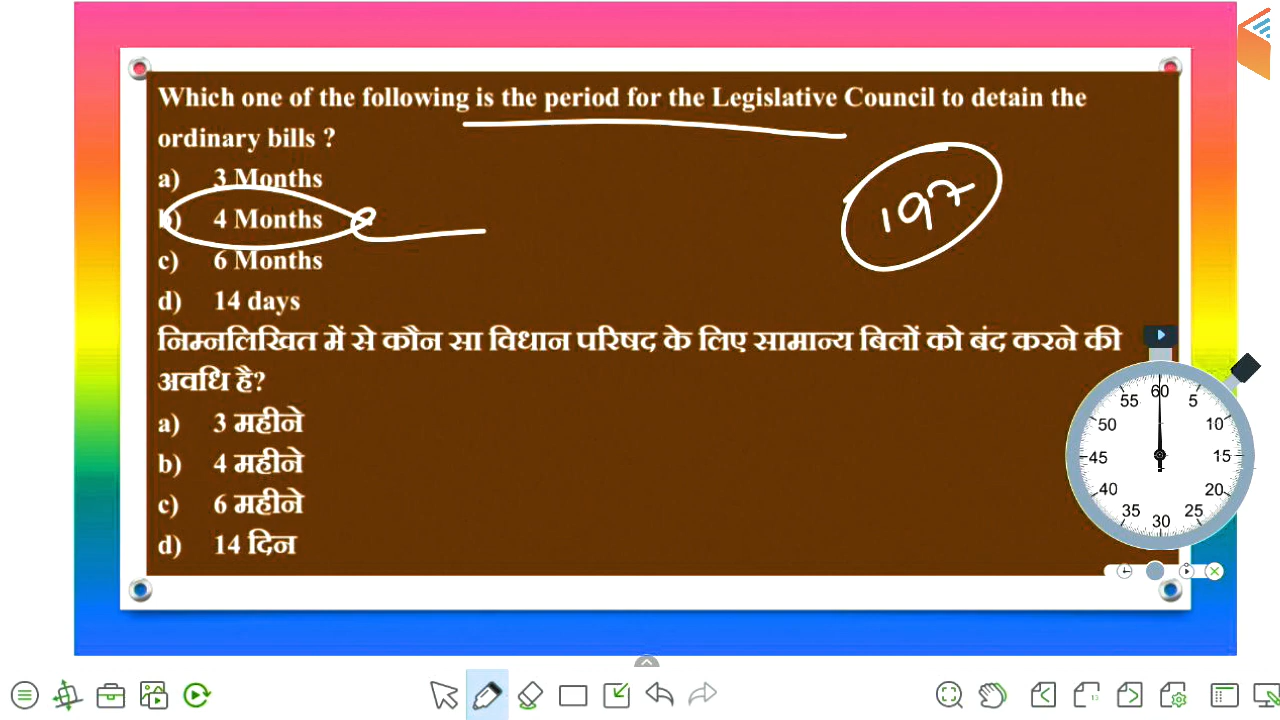 Which one of the following is the period for the Legislative Council to detain the
ordinary bills ?
a) 3 Months
b) 4 Months
c) 6 Months
d) 14 days
197
निम्नलिखित में से कौन सा विधान परिषद के लिए सामान्य बिलों को बंद करने की
अवधि है?
a) 3 महीने
b) 4 महीने
c) 6 महीने
d) 14 दिन
60
55 5
50 10
45 15
40 20
35 25
30